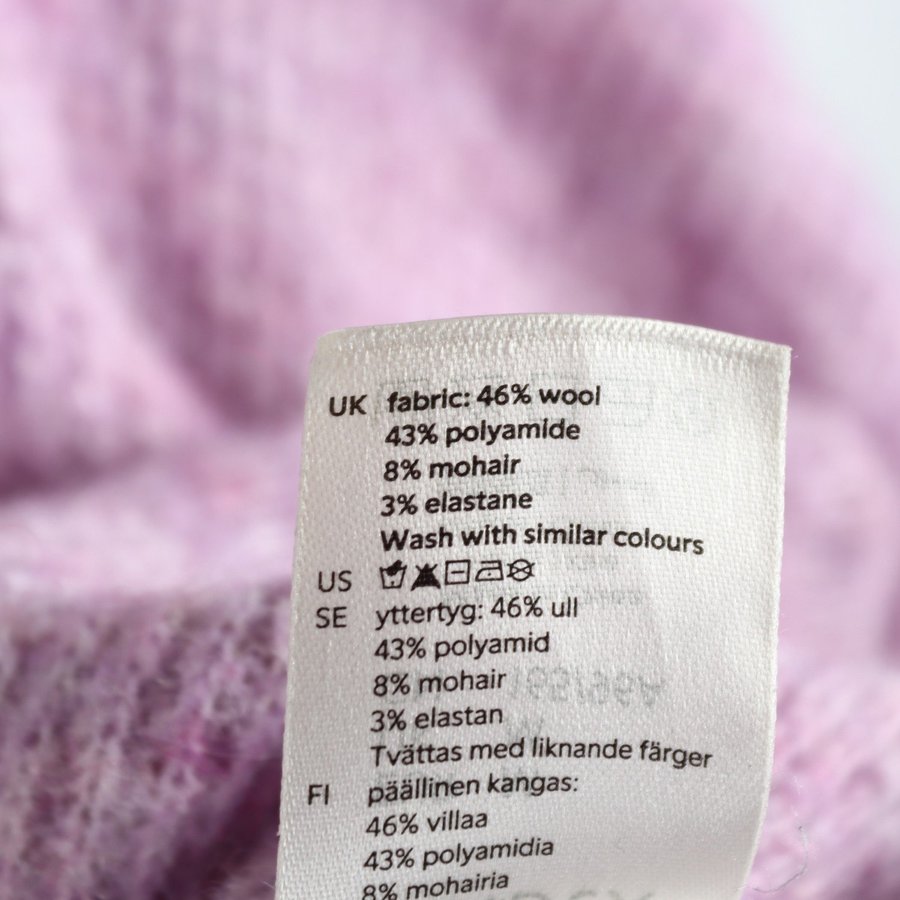 UK fabric: 46% wool
43% polyamide
8% mohair
3% elastane
Wash with similar colours
US
SE yttertyg: 46% ull
43% polyamid
8% mohair
3% elastan
Tvättas med liknande färger
FI päällinen kangas:
46% villaa
43% polyamidia
8% mohairia